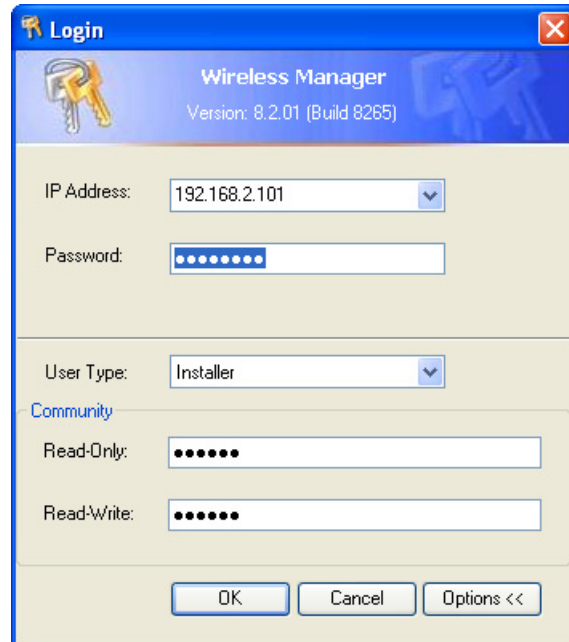 Login
Wireless Manager
Version: 8.2.01 (Build 8265)
IP Address: 192.168.2.101
Password: ●●●●●●●●
User Type: Installer
Community
Read-Only: ●●●●●●
Read-Write: ●●●●●●
OK Cancel Options <<